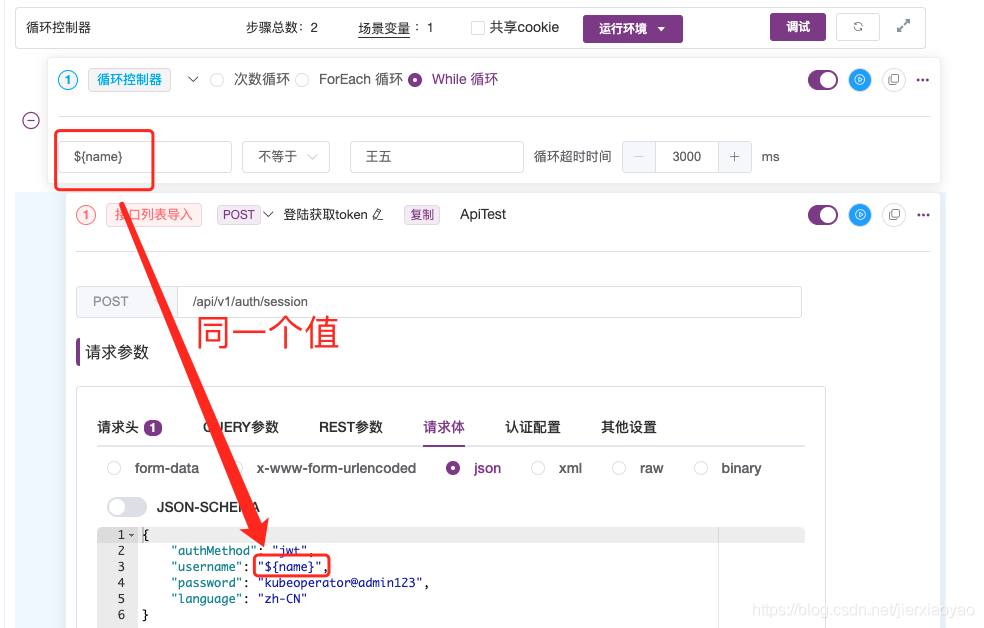 循环控制器 步骤总数：2 场景变量 ：1 共享cookie 运行环境 调试
1 循环控制器 次数循环 ForEach 循环 While 循环
${name} 不等于 王五 循环超时时间 3000 ms
1 接口列表导入 POST 登陆获取token 复制 ApiTest
POST /api/v1/auth/session
同一个值
请求参数
请求头 1 QUERY参数 REST参数 请求体 认证配置 其他设置
form-data x-www-form-urlencoded json xml raw binary
JSON-SCHEMA
1 {
2 "authMethod": "jwt",
3 "username": "${name}",
4 "password": "kubeoperator@admin123",
5 "language": "zh-CN"
6 }
https://blog.csdn.net/jierxiaoyao